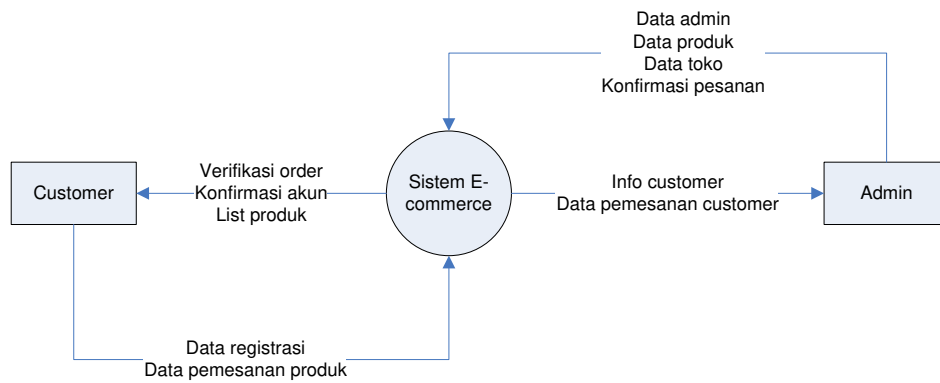 Data admin
Data produk
Data toko
Konfirmasi pesanan
Customer
Verifikasi order
Konfirmasi akun
List produk
Sistem E-
commerce
Info customer
Data pemesanan customer
Admin
Data registrasi
Data pemesanan produk